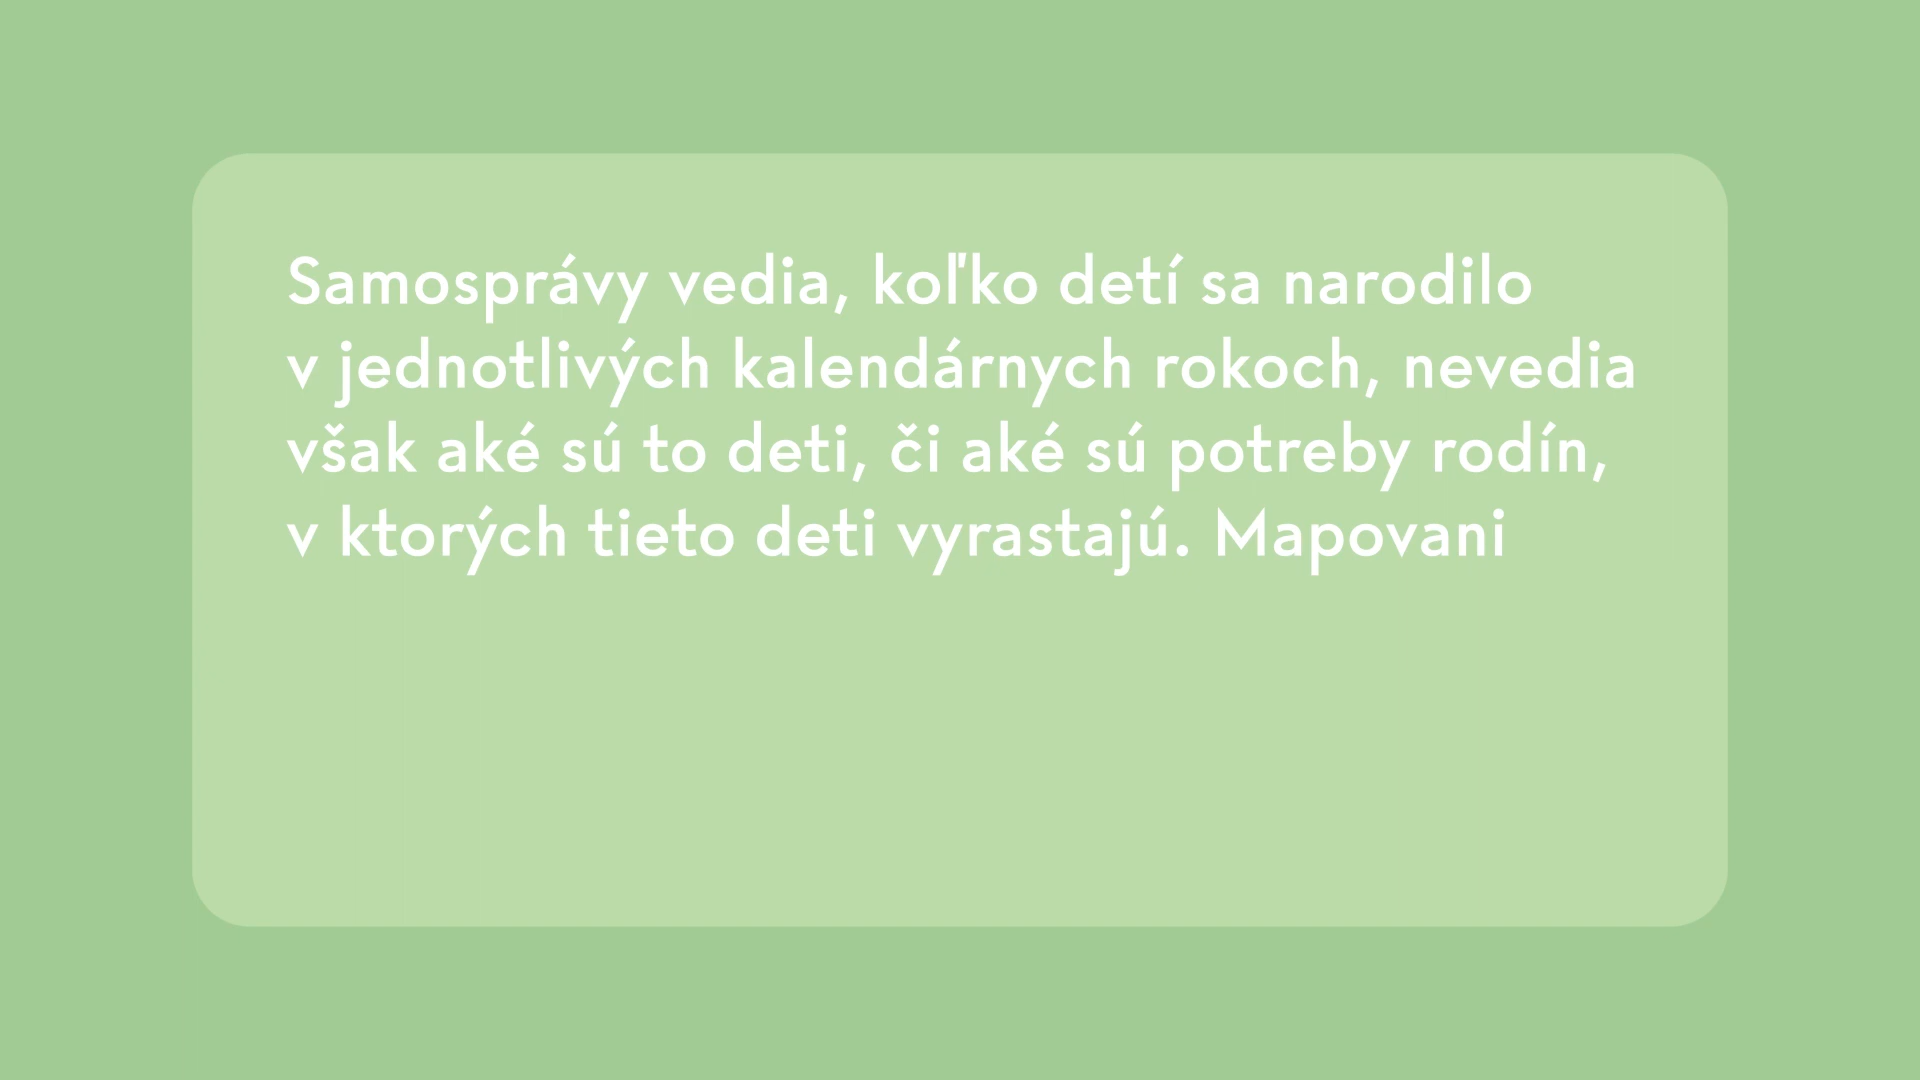 Samosprávy vedia, koľko detí sa narodilo
v jednotlivých kalendárnych rokoch, nevedia
však aké sú to deti, či aké sú potreby rodín,
v ktorých tieto deti vyrastajú. Mapovani